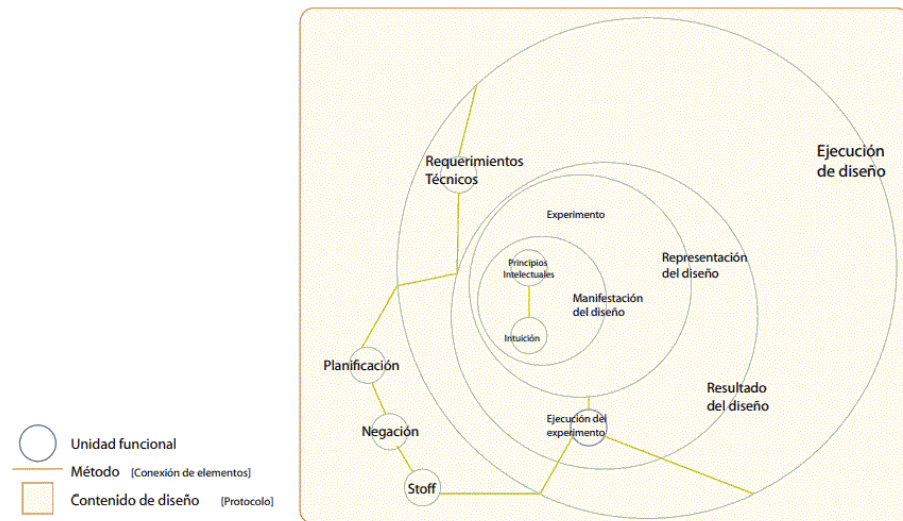 Ejecución
de diseño
Requerimientos
Técnicos
Experimento
Representación
del diseño
Principios
Intelectuales
Manifestación
del diseño
Intuición
Planificación
Resultado
del diseño
Ejecución del
experimento
Negación
Stoff
Unidad funcional
Método [Conexión de elementos]
Contenido de diseño [Protocolo]